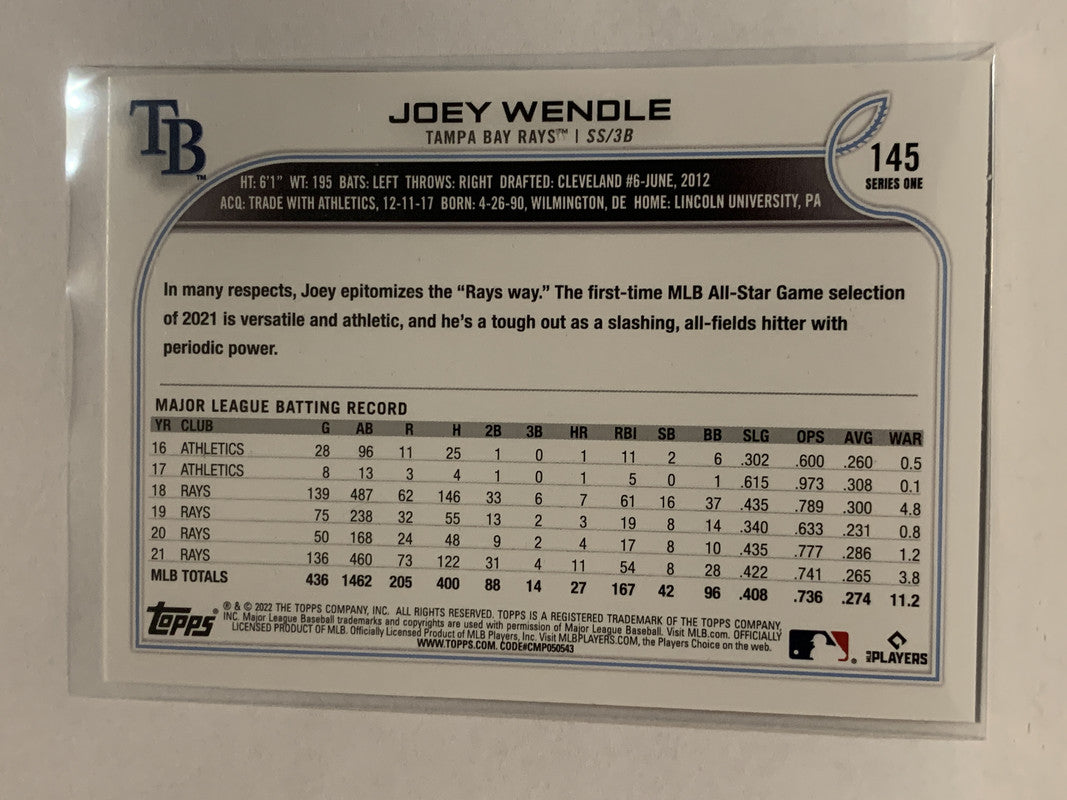 TB™
JOEY WENDLE
TAMPA BAY RAYS™ | SS/3B
145
SERIES ONE
HT: 6'1" WT: 195 BATS: LEFT THROWS: RIGHT DRAFTED: CLEVELAND #6-JUNE, 2012
ACQ: TRADE WITH ATHLETICS, 12-11-17 BORN: 4-26-90, WILMINGTON, DE HOME: LINCOLN UNIVERSITY, PA
In many respects, Joey epitomizes the “Rays way.” The first-time MLB All-Star Game selection
of 2021 is versatile and athletic, and he's a tough out as a slashing, all-fields hitter with
periodic power.
MAJOR LEAGUE BATTING RECORD
YR CLUB G AB R H 2B 3B HR RBI SB BB SLG OPS AVG WAR
16 ATHLETICS 28 96 11 25 1 0 1 11 2 6 .302 .600 .260 0.5
17 ATHLETICS 8 13 3 4 1 0 1 5 0 1 .615 .973 .308 0.1
18 RAYS 139 487 62 146 33 6 7 61 16 37 .435 .789 .300 4.8
19 RAYS 75 238 32 55 13 2 3 19 8 14 .340 .633 .231 0.8
20 RAYS 50 168 24 48 9 2 4 17 8 10 .435 .777 .286 1.2
21 RAYS 136 460 73 122 31 4 11 54 8 28 .422 .741 .265 3.8
MLB TOTALS 436 1462 205 400 88 14 27 167 42 96 .408 .736 .274 11.2
Topps®
® & © 2022 THE TOPPS COMPANY, INC. ALL RIGHTS RESERVED. TOPPS IS A REGISTERED TRADEMARK OF THE TOPPS COMPANY,
INC. Major League Baseball trademarks and copyrights are used with permission of Major League Baseball. Visit MLB.com. OFFICIALLY
LICENSED PRODUCT OF MLB. Officially Licensed Product of MLB Players, Inc. Visit MLBPLAYERS.COM, the Players Choice on the web.
WWW.TOPPS.COM. CODE#CMP050543
MLB PLAYERS